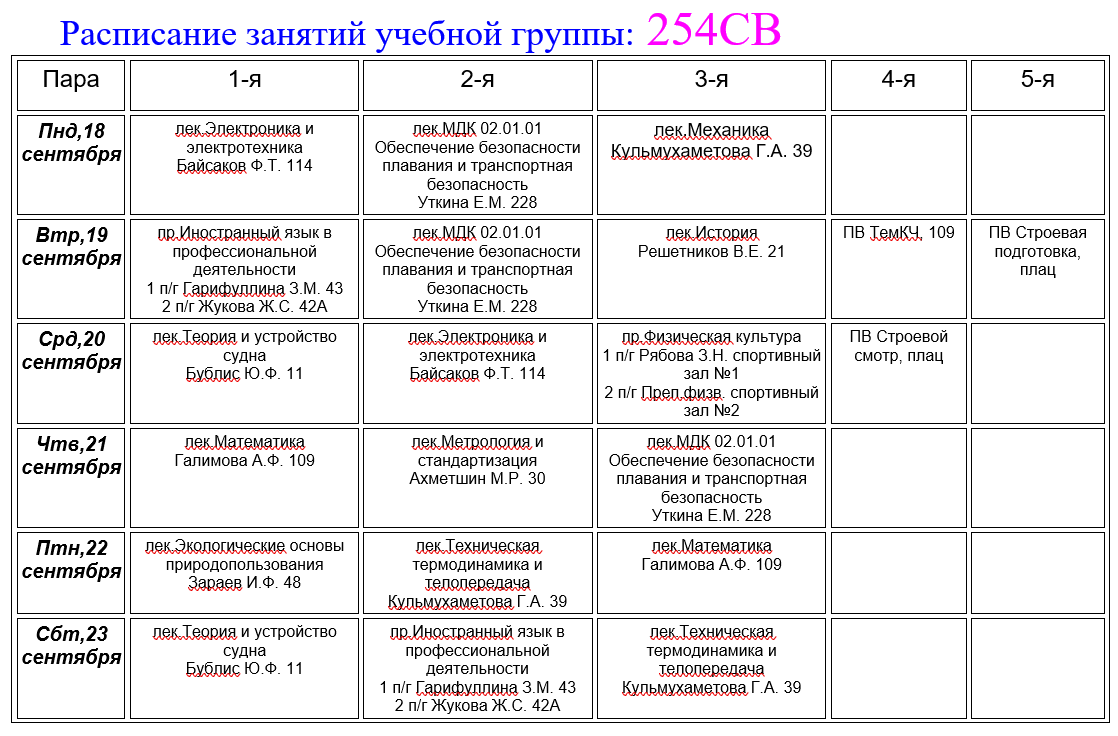 Расписание занятий учебной группы: 254СВ
Пара
1-я
2-я
3-я
4-я
5-я
Пнд,18
сентября
лек.Электроника и
электротехника
Байсаков Ф.Т. 114
лек.МДК 02.01.01
Обеспечение безопасности
плавания и транспортная
безопасность
Уткина Е.М. 228
лек.Механика
Кульмухаметова Г.А. 39
Втр,19
сентября
пр.Иностранный язык в
профессиональной
деятельности
1 п/г Гарифуллина З.М. 43
2 п/г Жукова Ж.С. 42А
лек.МДК 02.01.01
Обеспечение безопасности
плавания и транспортная
безопасность
Уткина Е.М. 228
лек.История
Решетников В.Е. 21
ПВ ТемКЧ, 109
ПВ Строевая
подготовка,
плац
Срд,20
сентября
лек.Теория и устройство
судна
Бублис Ю.Ф. 11
лек.Электроника и
электротехника
Байсаков Ф.Т. 114
пр.Физическая культура
1 п/г Рябова З.Н. спортивный
зал №1
2 п/г Преп.физв. спортивный
зал №2
ПВ Строевой
смотр, плац
Чтв,21
сентября
лек.Математика
Галимова А.Ф. 109
лек.Метрология и
стандартизация
Ахметшин М.Р. 30
лек.МДК 02.01.01
Обеспечение безопасности
плавания и транспортная
безопасность
Уткина Е.М. 228
Птн,22
сентября
лек.Экологические основы
природопользования
Зараев И.Ф. 48
лек.Техническая
термодинамика и
телопередача
Кульмухаметова Г.А. 39
лек.Математика
Галимова А.Ф. 109
Сбт,23
сентября
лек.Теория и устройство
судна
Бублис Ю.Ф. 11
пр.Иностранный язык в
профессиональной
деятельности
1 п/г Гарифуллина З.М. 43
2 п/г Жукова Ж.С. 42А
лек.Техническая
термодинамика и
телопередача
Кульмухаметова Г.А. 39